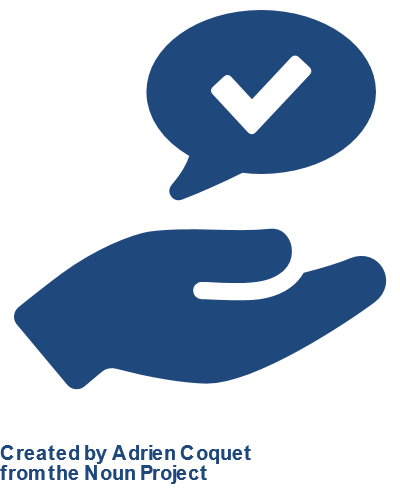 Created by Adrien Coquet
from the Noun Project